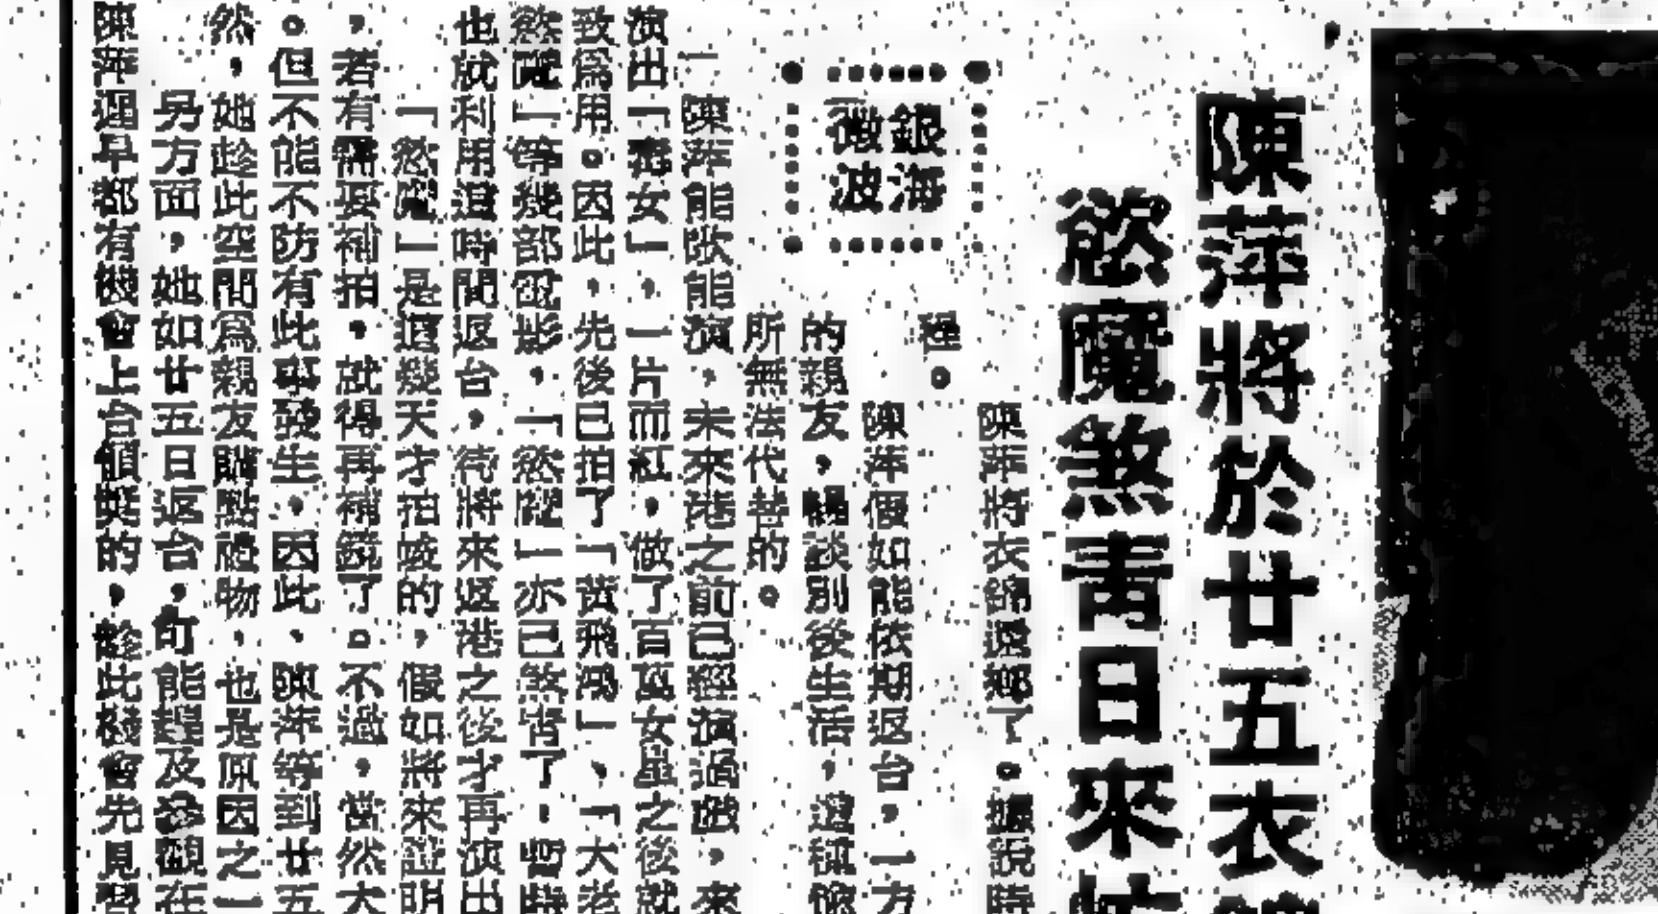 陳萍將於廿五衣錦
慾魔煞青日來忙
銀海
微波
陳萍將衣錦還鄉了。據說時
程。
陳萍假如能依期返台,一方
的親友,暢談別後生活,這種
所無法代替的。
陳萍能歌能演,未來港之前已經演過戲,來
演出「 女」,一片而紅,做了百萬女星之後就
致為用。因此,先後已拍了「黃飛鴻」、「大老
慾魔」等幾部電影,「慾魔」亦已煞青了,暫時
也就利用這時間返台,待將來返港之後才再演出
「慾魔」是這幾天才拍竣的,假如將來 明
,若有需要補拍,就得再補鏡了。不過,當然大
。但不能不防有此事發生,因此,陳萍等到廿五
然,她趁此空間為親友購點禮物,也是原因之一
另方面,她如廿五日返台,可能趕及參觀在
陳萍遲早都有機會上台領獎的,趁此機會先見習